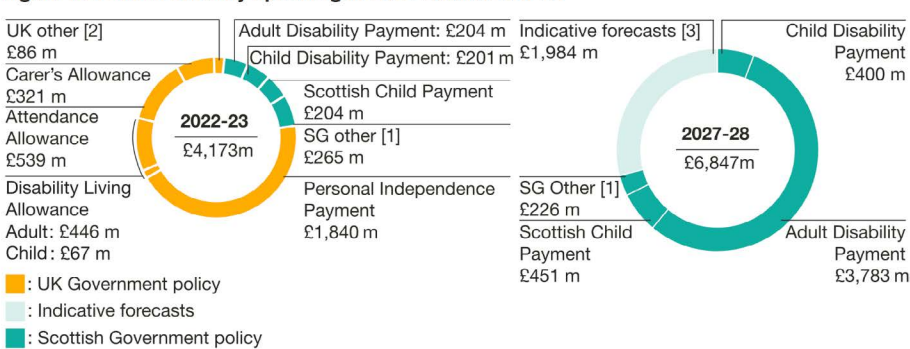 UK other [2]
£86 m
Carer's Allowance
£321 m
Attendance
Allowance
£539 m
Disability Living
Allowance
Adult: £446 m
Child: £67 m
Adult Disability Payment: £204 m
Child Disability Payment: £201 m
Scottish Child Payment
£204 m
SG other [1]
£265 m
Personal Independence
Payment
£1,840 m
2022-23
£4,173m
Indicative forecasts [3]
£1,984 m
SG Other [1]
£226 m
Scottish Child
Payment
£451 m
2027-28
£6,847m
Child Disability
Payment
£400 m
Adult Disability
Payment
£3,783 m
: UK Government policy
: Indicative forecasts
: Scottish Government policy